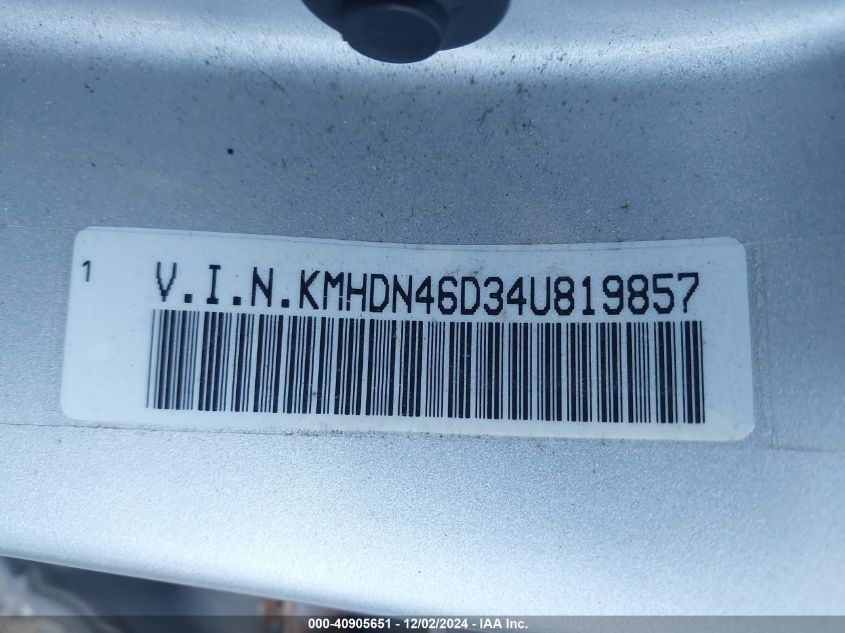 1
V.I.N.KMHDN46D34U819857
000-40905651 - 12/02/2024 - IAA Inc.